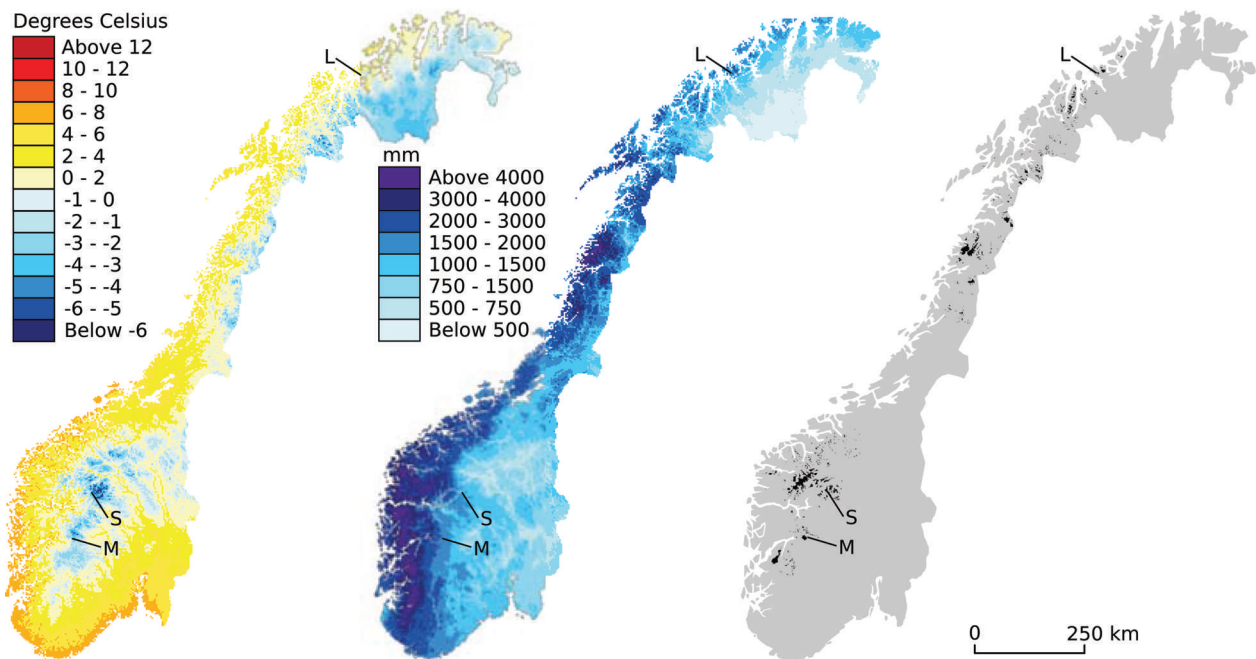 Degrees Celsius
Above 12
10 - 12
8 - 10
6 - 8
4 - 6
2 - 4
0 - 2
-1 - 0
-2 - -1
-3 - -2
-4 - -3
-5 - -4
-6 - -5
Below -6
L
S
M
mm
Above 4000
3000 - 4000
2000 - 3000
1500 - 2000
1000 - 1500
750 - 1500
500 - 750
Below 500
L
S
M
L
S
M
0 250 km